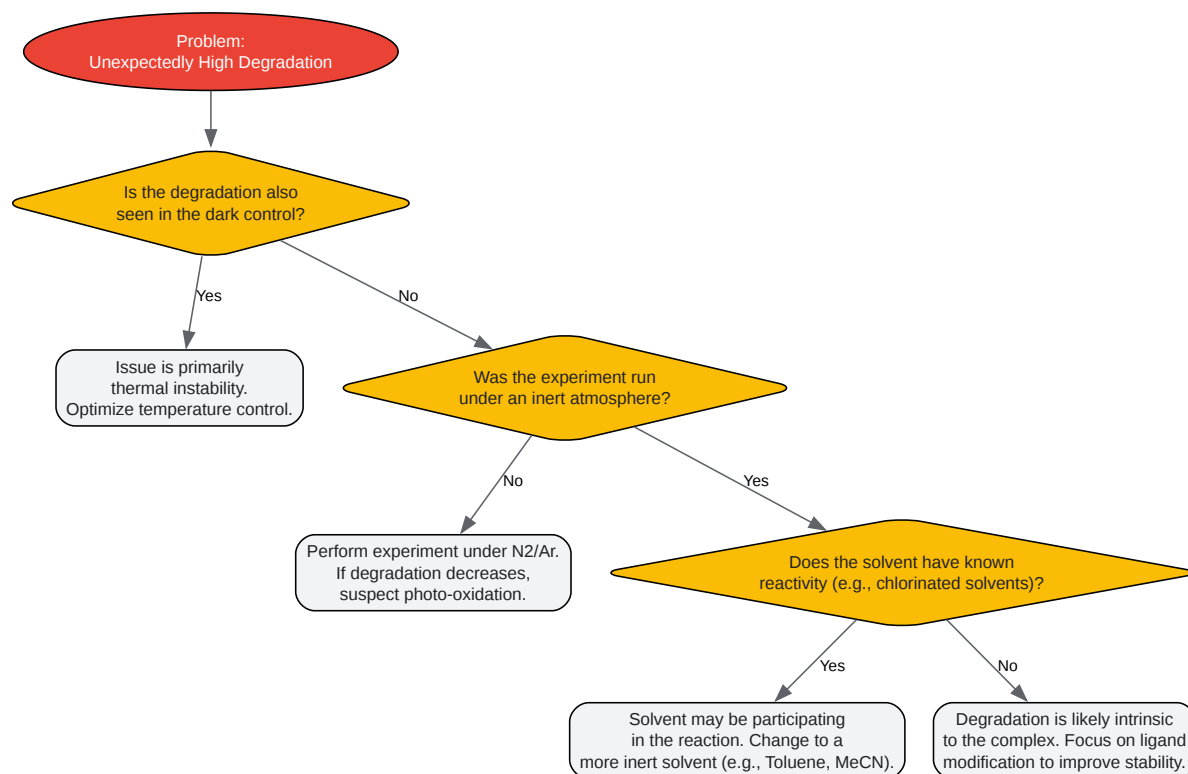 Problem:
Unexpectedly High Degradation
Is the degradation also
seen in the dark control?
Yes
No
Issue is primarily
thermal instability.
Optimize temperature control.
Was the experiment run
under an inert atmosphere?
No
Yes
Perform experiment under N2/Ar.
If degradation decreases,
suspect photo-oxidation.
Does the solvent have known
reactivity (e.g., chlorinated solvents)?
Yes
No
Solvent may be participating
in the reaction. Change to a
more inert solvent (e.g., Toluene, MeCN).
Degradation is likely intrinsic
to the complex. Focus on ligand
modification to improve stability.